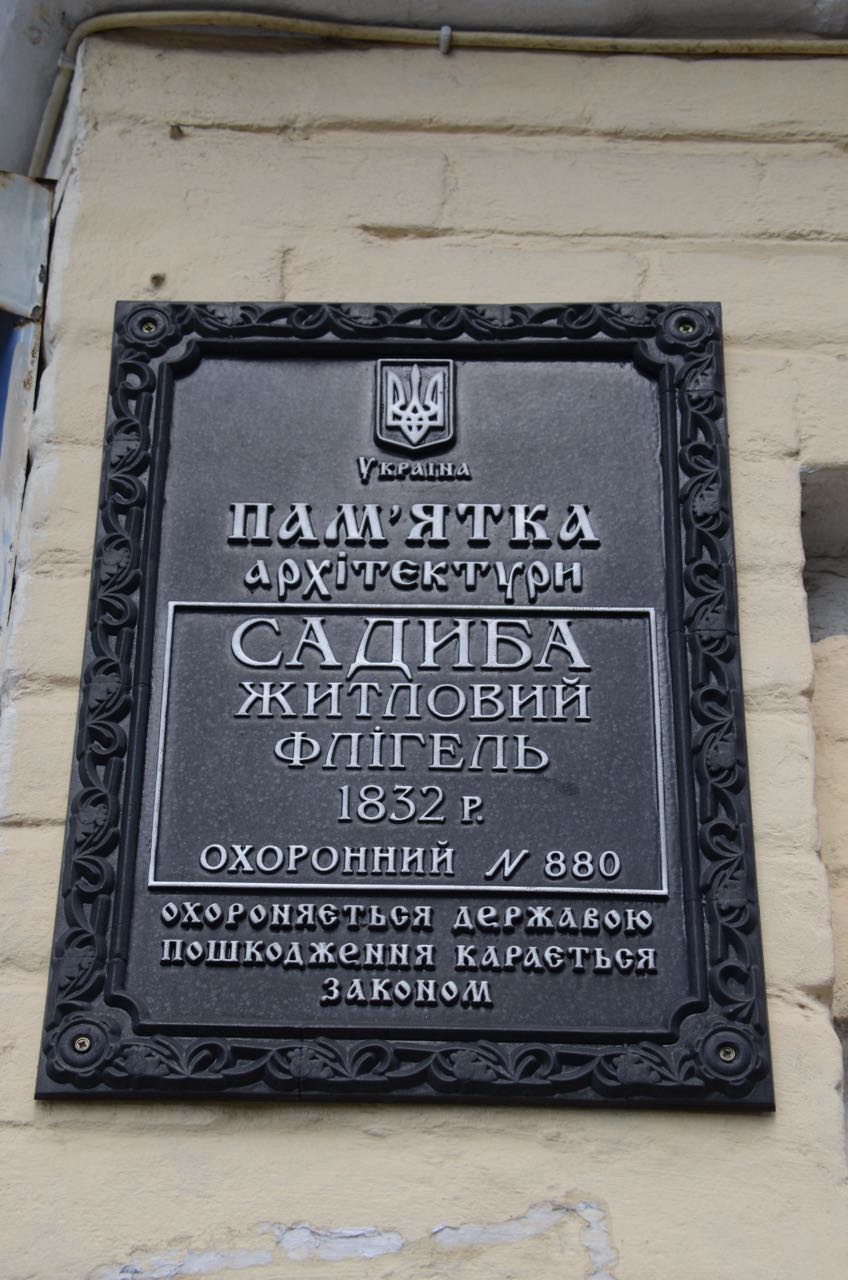 Україна
ПАМ'ЯТКА
архітектури
САДИБА
ЖИТЛОВИЙ
ФЛІГЕЛЬ
1832 р.
ОХОРОННИЙ N 880
охороняється державою
пошкодження карається
законом